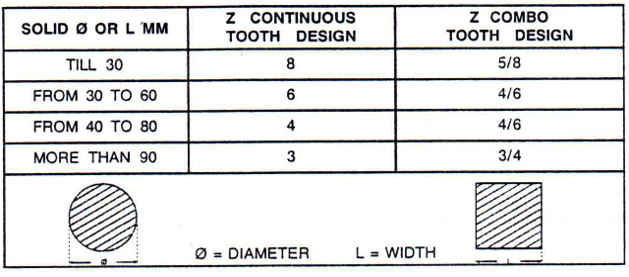 SOLID Ø OR L MM
Z CONTINUOUS TOOTH DESIGN
Z COMBO TOOTH DESIGN
TILL 30 8 5/8
FROM 30 TO 60 6 4/6
FROM 40 TO 80 4 4/6
MORE THAN 90 3 3/4
Ø = DIAMETER L = WIDTH
Ø
L